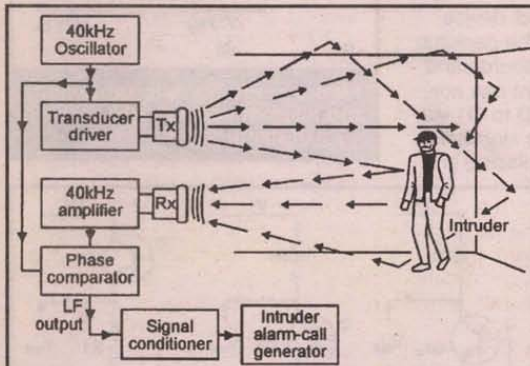 40kHz
Oscillator
Transducer
driver
Tx
40kHz
amplifier
Rx
Intruder
Phase
comparator
LF
output
Signal
conditioner
Intruder
alarm-call
generator